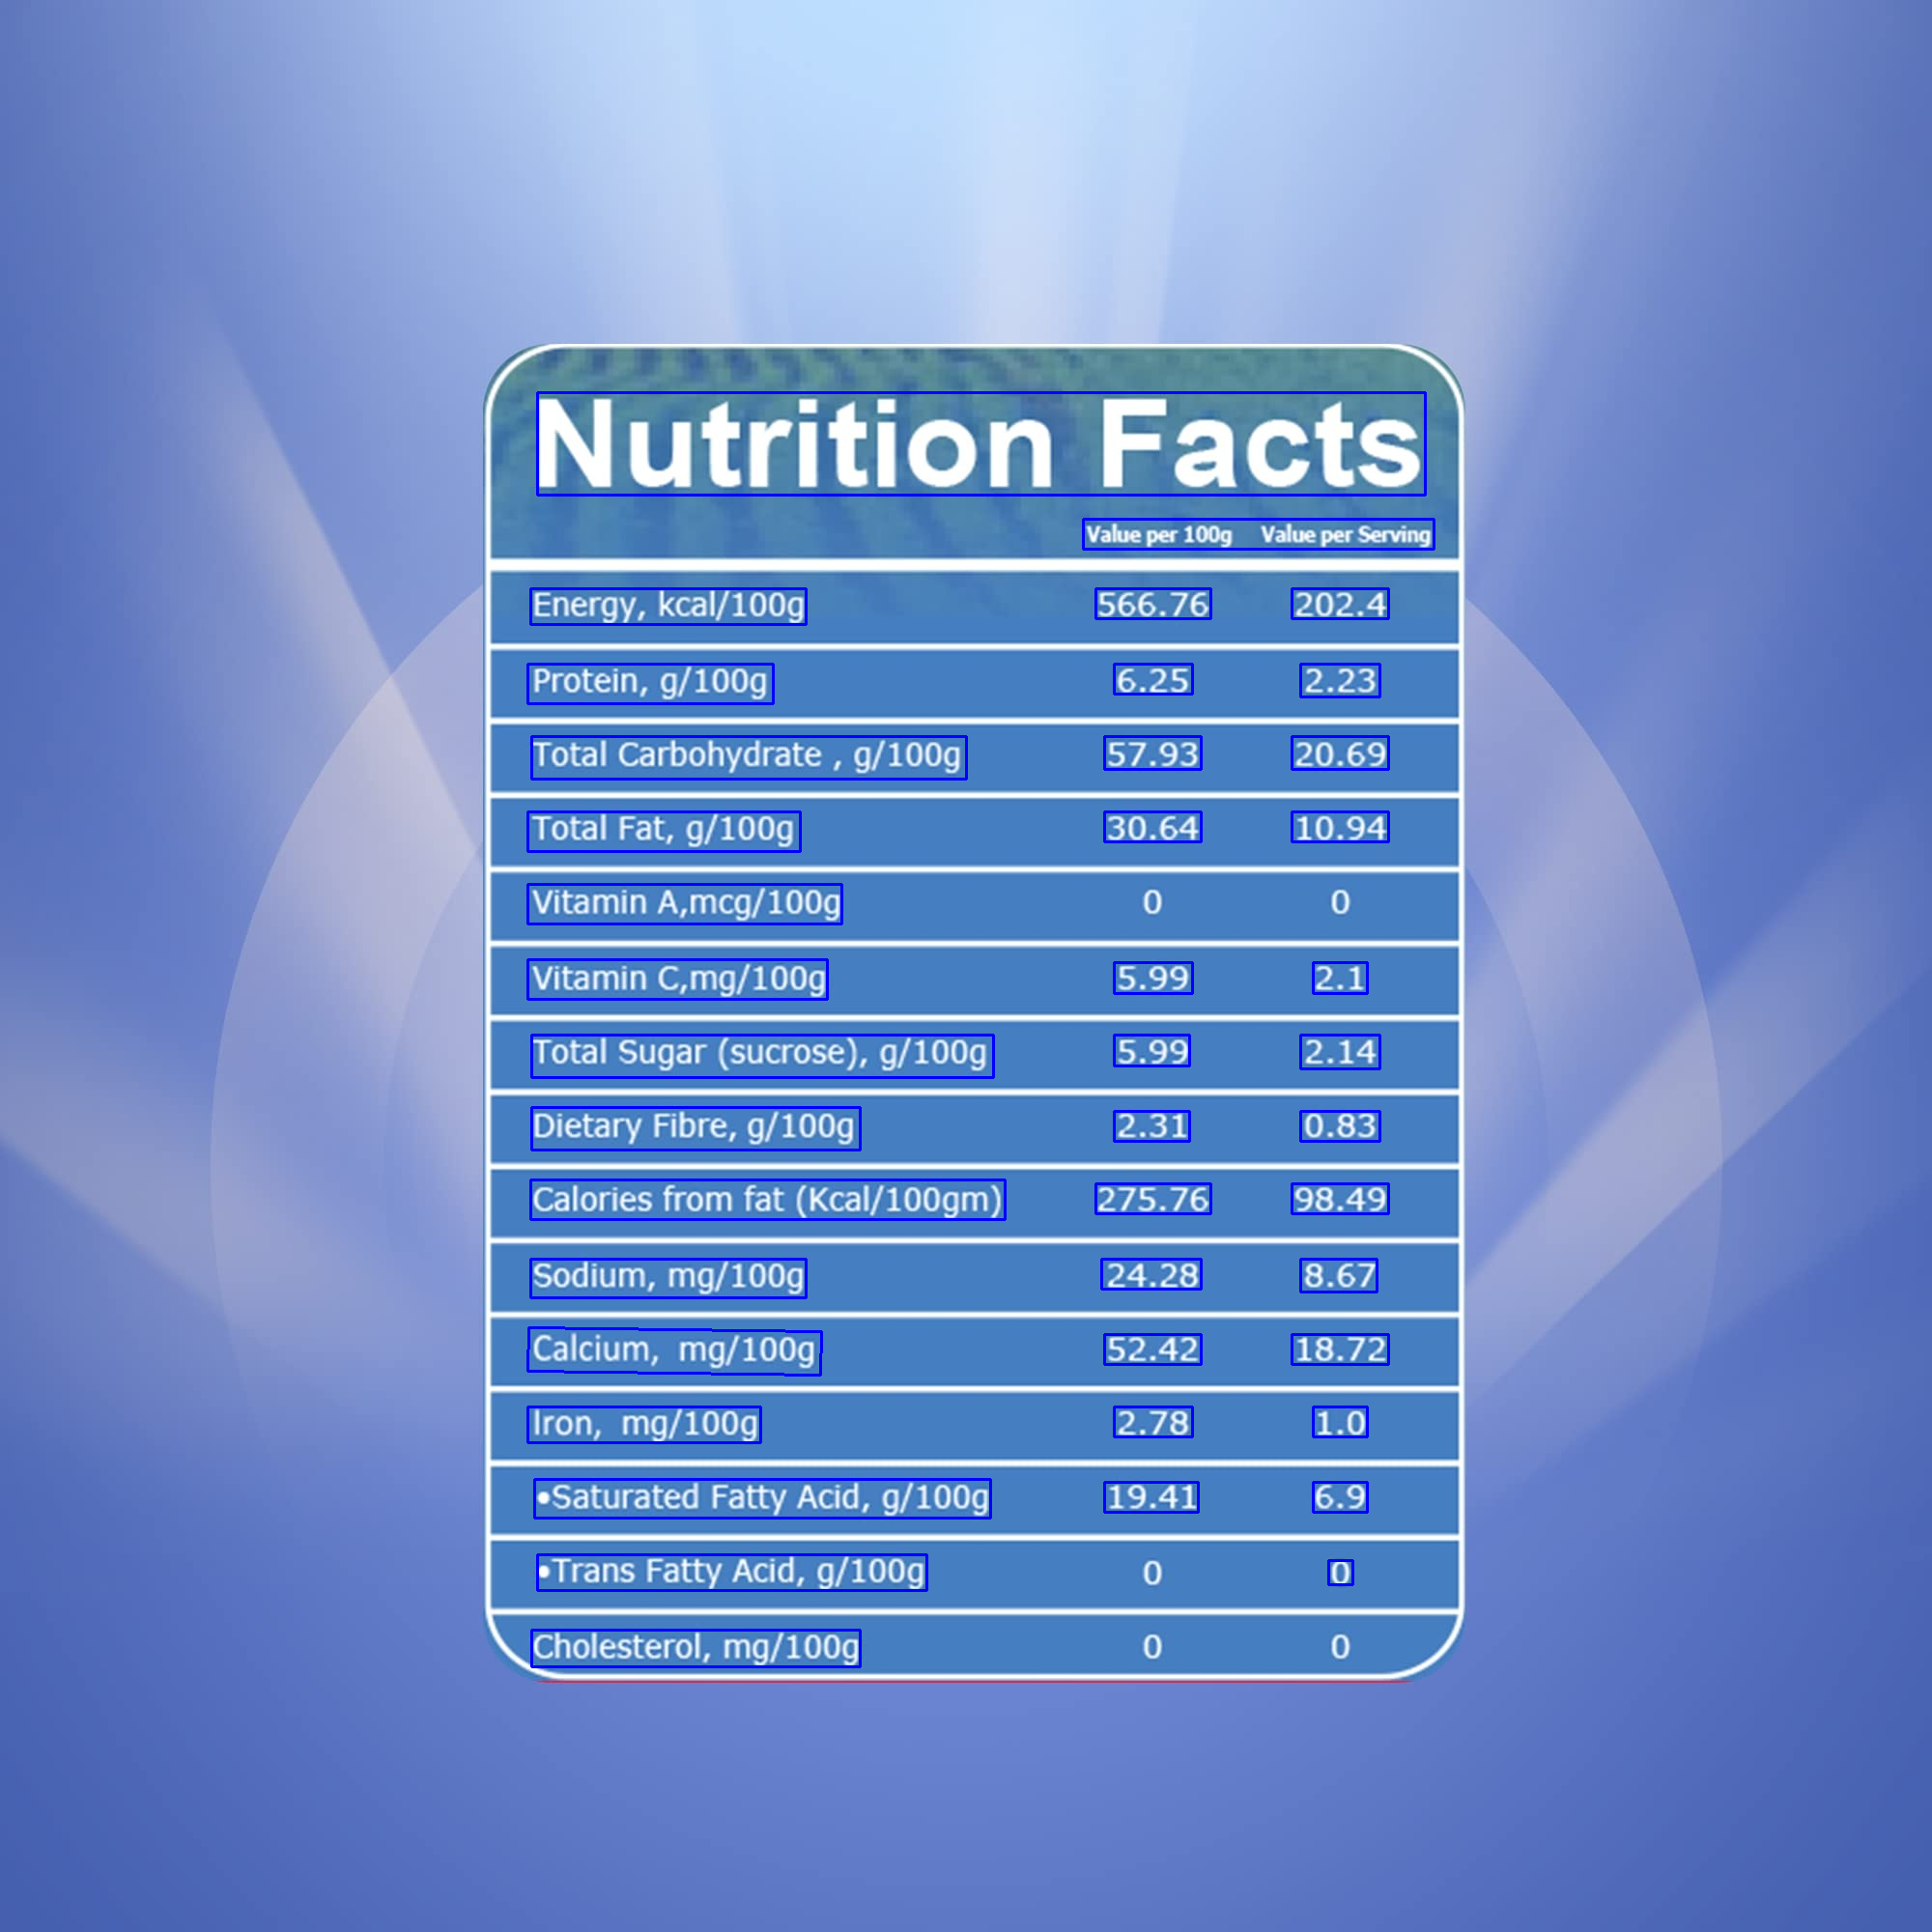 Nutrition Facts
Value per 100g Value per Serving
Energy, kcal/100g 566.76 202.4
Protein, g/100g 6.25 2.23
Total Carbohydrate , g/100g 57.93 20.69
Total Fat, g/100g 30.64 10.94
Vitamin A,mcg/100g 0 0
Vitamin C,mg/100g 5.99 2.1
Total Sugar (sucrose), g/100g 5.99 2.14
Dietary Fibre, g/100g 2.31 0.83
Calories from fat (Kcal/100gm) 275.76 98.49
Sodium, mg/100g 24.28 8.67
Calcium, mg/100g 52.42 18.72
Iron, mg/100g 2.78 1.0
•Saturated Fatty Acid, g/100g 19.41 6.9
•Trans Fatty Acid, g/100g 0 0
Cholesterol, mg/100g 0 0